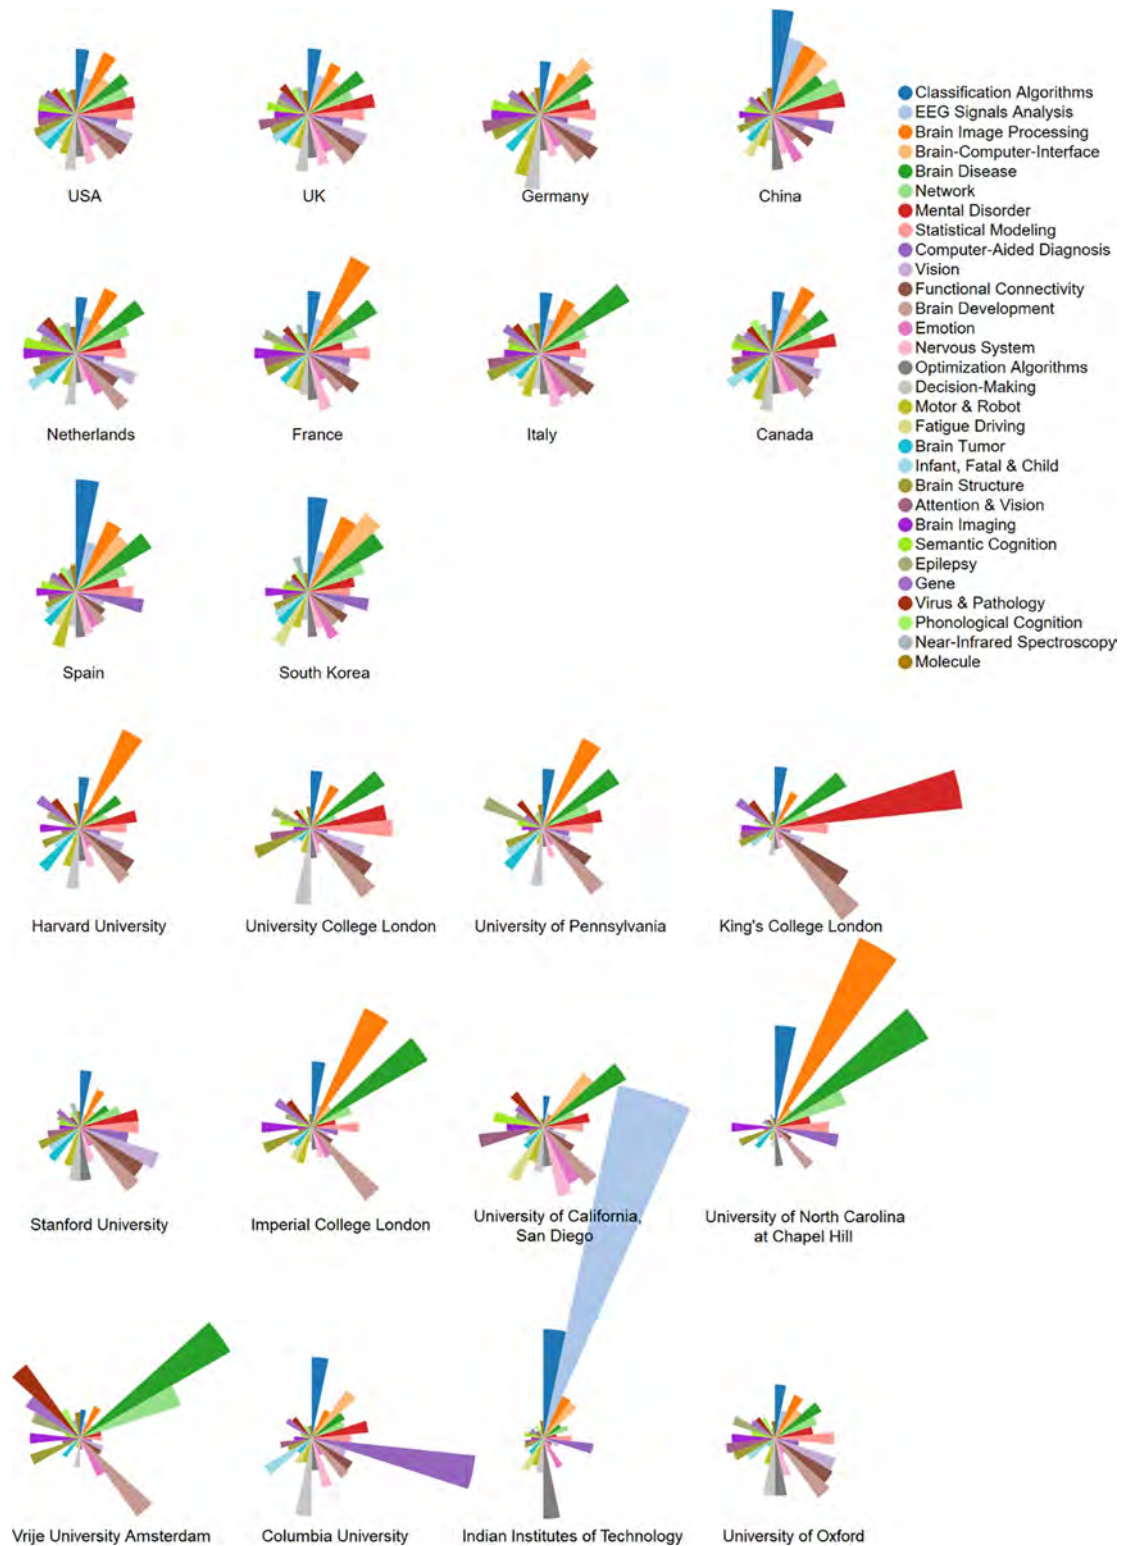 USA
UK
Germany
China
Classification Algorithms
EEG Signals Analysis
Brain Image Processing
Brain-Computer-Interface
Brain Disease
Network
Mental Disorder
Statistical Modeling
Computer-Aided Diagnosis
Vision
Functional Connectivity
Brain Development
Emotion
Nervous System
Optimization Algorithms
Decision-Making
Motor & Robot
Fatigue Driving
Brain Tumor
Infant, Fatal & Child
Brain Structure
Attention & Vision
Brain Imaging
Semantic Cognition
Epilepsy
Gene
Virus & Pathology
Phonological Cognition
Near-Infrared Spectroscopy
Molecule
Netherlands
France
Italy
Canada
Spain
South Korea
Harvard University
University College London
University of Pennsylvania
King's College London
Stanford University
Imperial College London
University of California,
San Diego
University of North Carolina
at Chapel Hill
Vrije University Amsterdam
Columbia University
Indian Institutes of Technology
University of Oxford